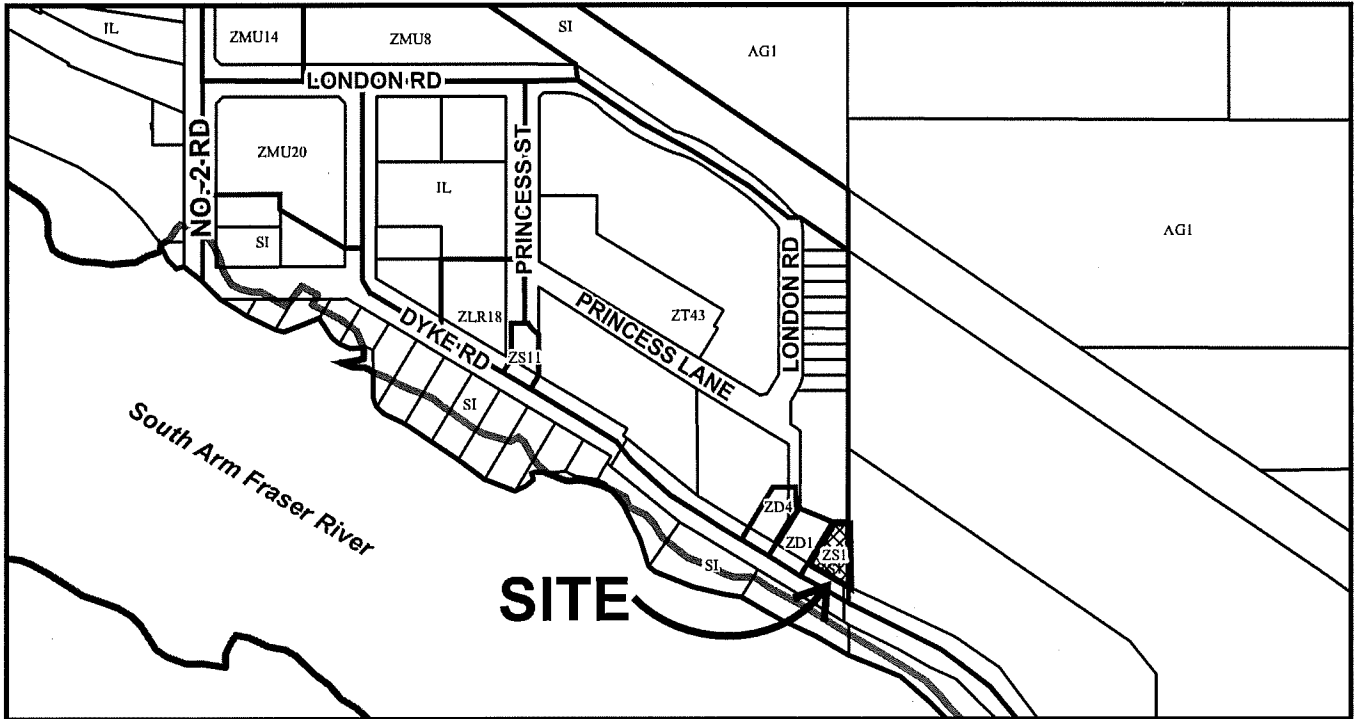 IL
ZMU14
ZMU8
SI
AG1
LONDON RD
NO. 2 RD
ZMU20
PRINCESS ST
IL
AG1
SI
LONDON RD
DYKE RD
ZLR18
ZS11
PRINCESS LANE
ZT43
SI
South Arm Fraser River
ZD4
ZD1
ZS1
SI
SITE